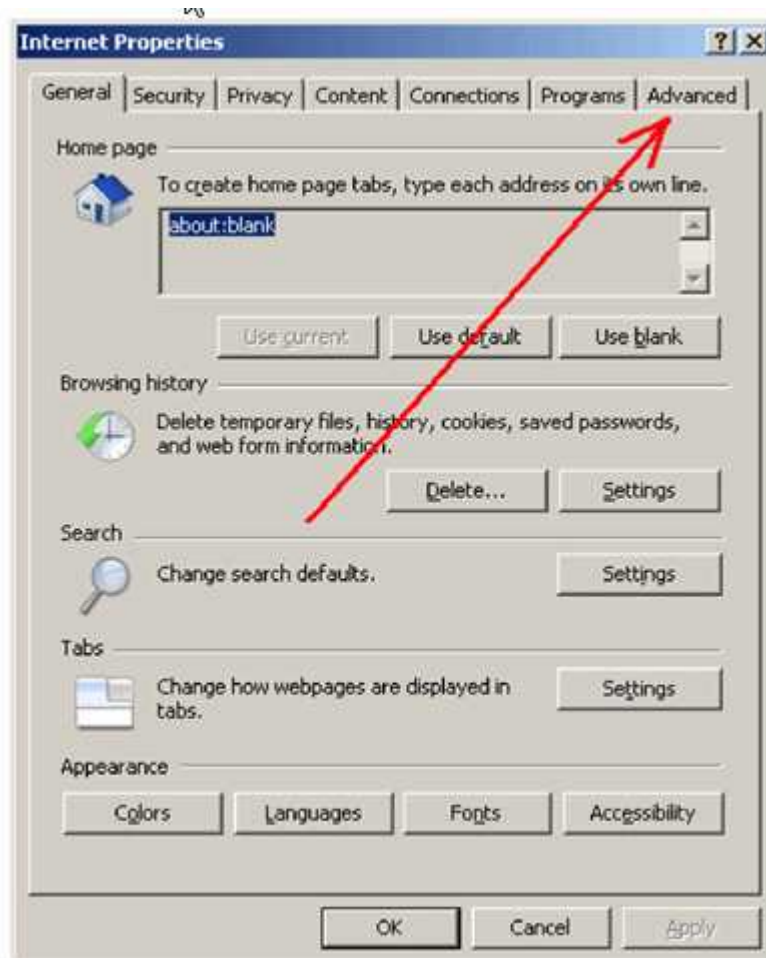 Internet Properties
General Security Privacy Content Connections Programs Advanced
Home page
To create home page tabs, type each address on its own line.
about:blank
Use current Use default Use blank
Browsing history
Delete temporary files, history, cookies, saved passwords,
and web form information.
Delete... Settings
Search
Change search defaults.
Settings
Tabs
Change how webpages are displayed in
tabs.
Settings
Appearance
Colors Languages Fonts Accessibility
OK Cancel Apply